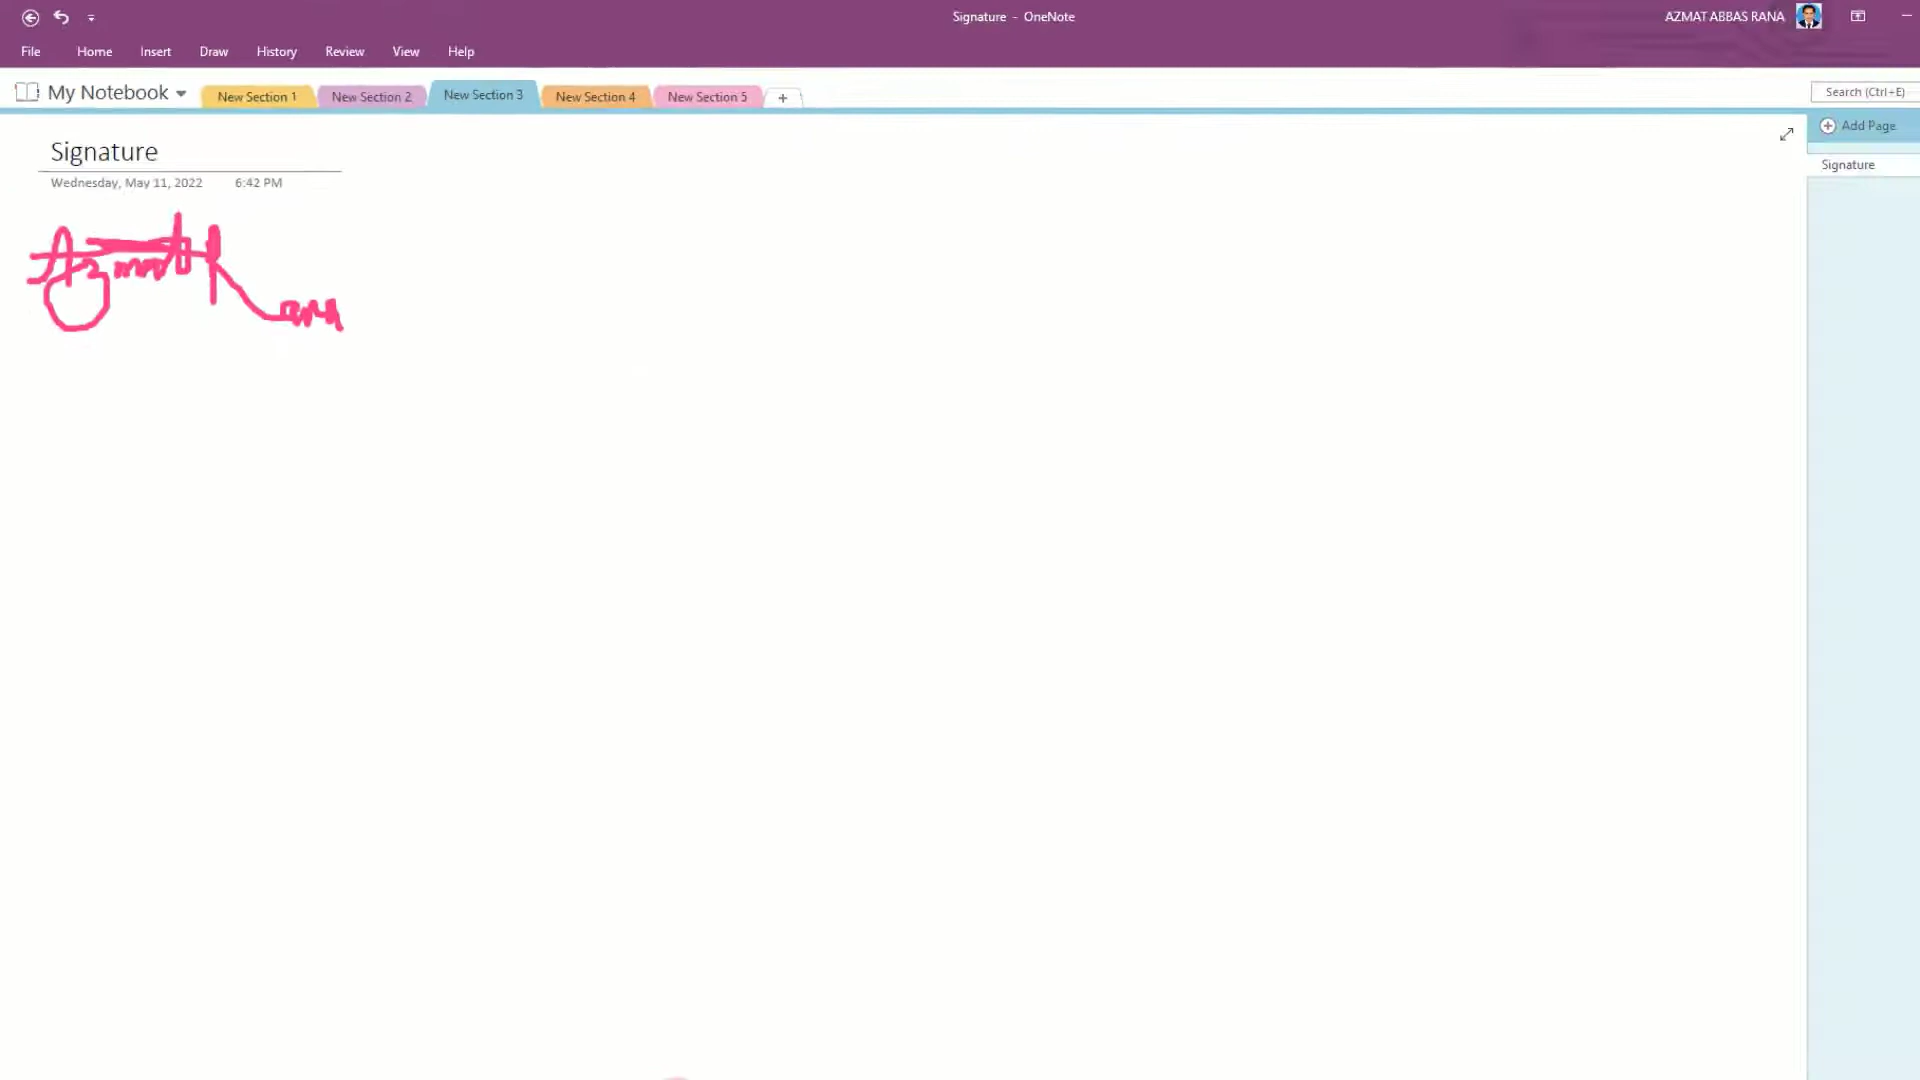 Signature - OneNote
AZMAT ABBAS RANA
File Home Insert Draw History Review View Help
My Notebook New Section 1 New Section 2 New Section 3 New Section 4 New Section 5 +
Search (Ctrl+E)
Add Page
Signature
Signature
Wednesday, May 11, 2022 6:42 PM
Azmat Rana